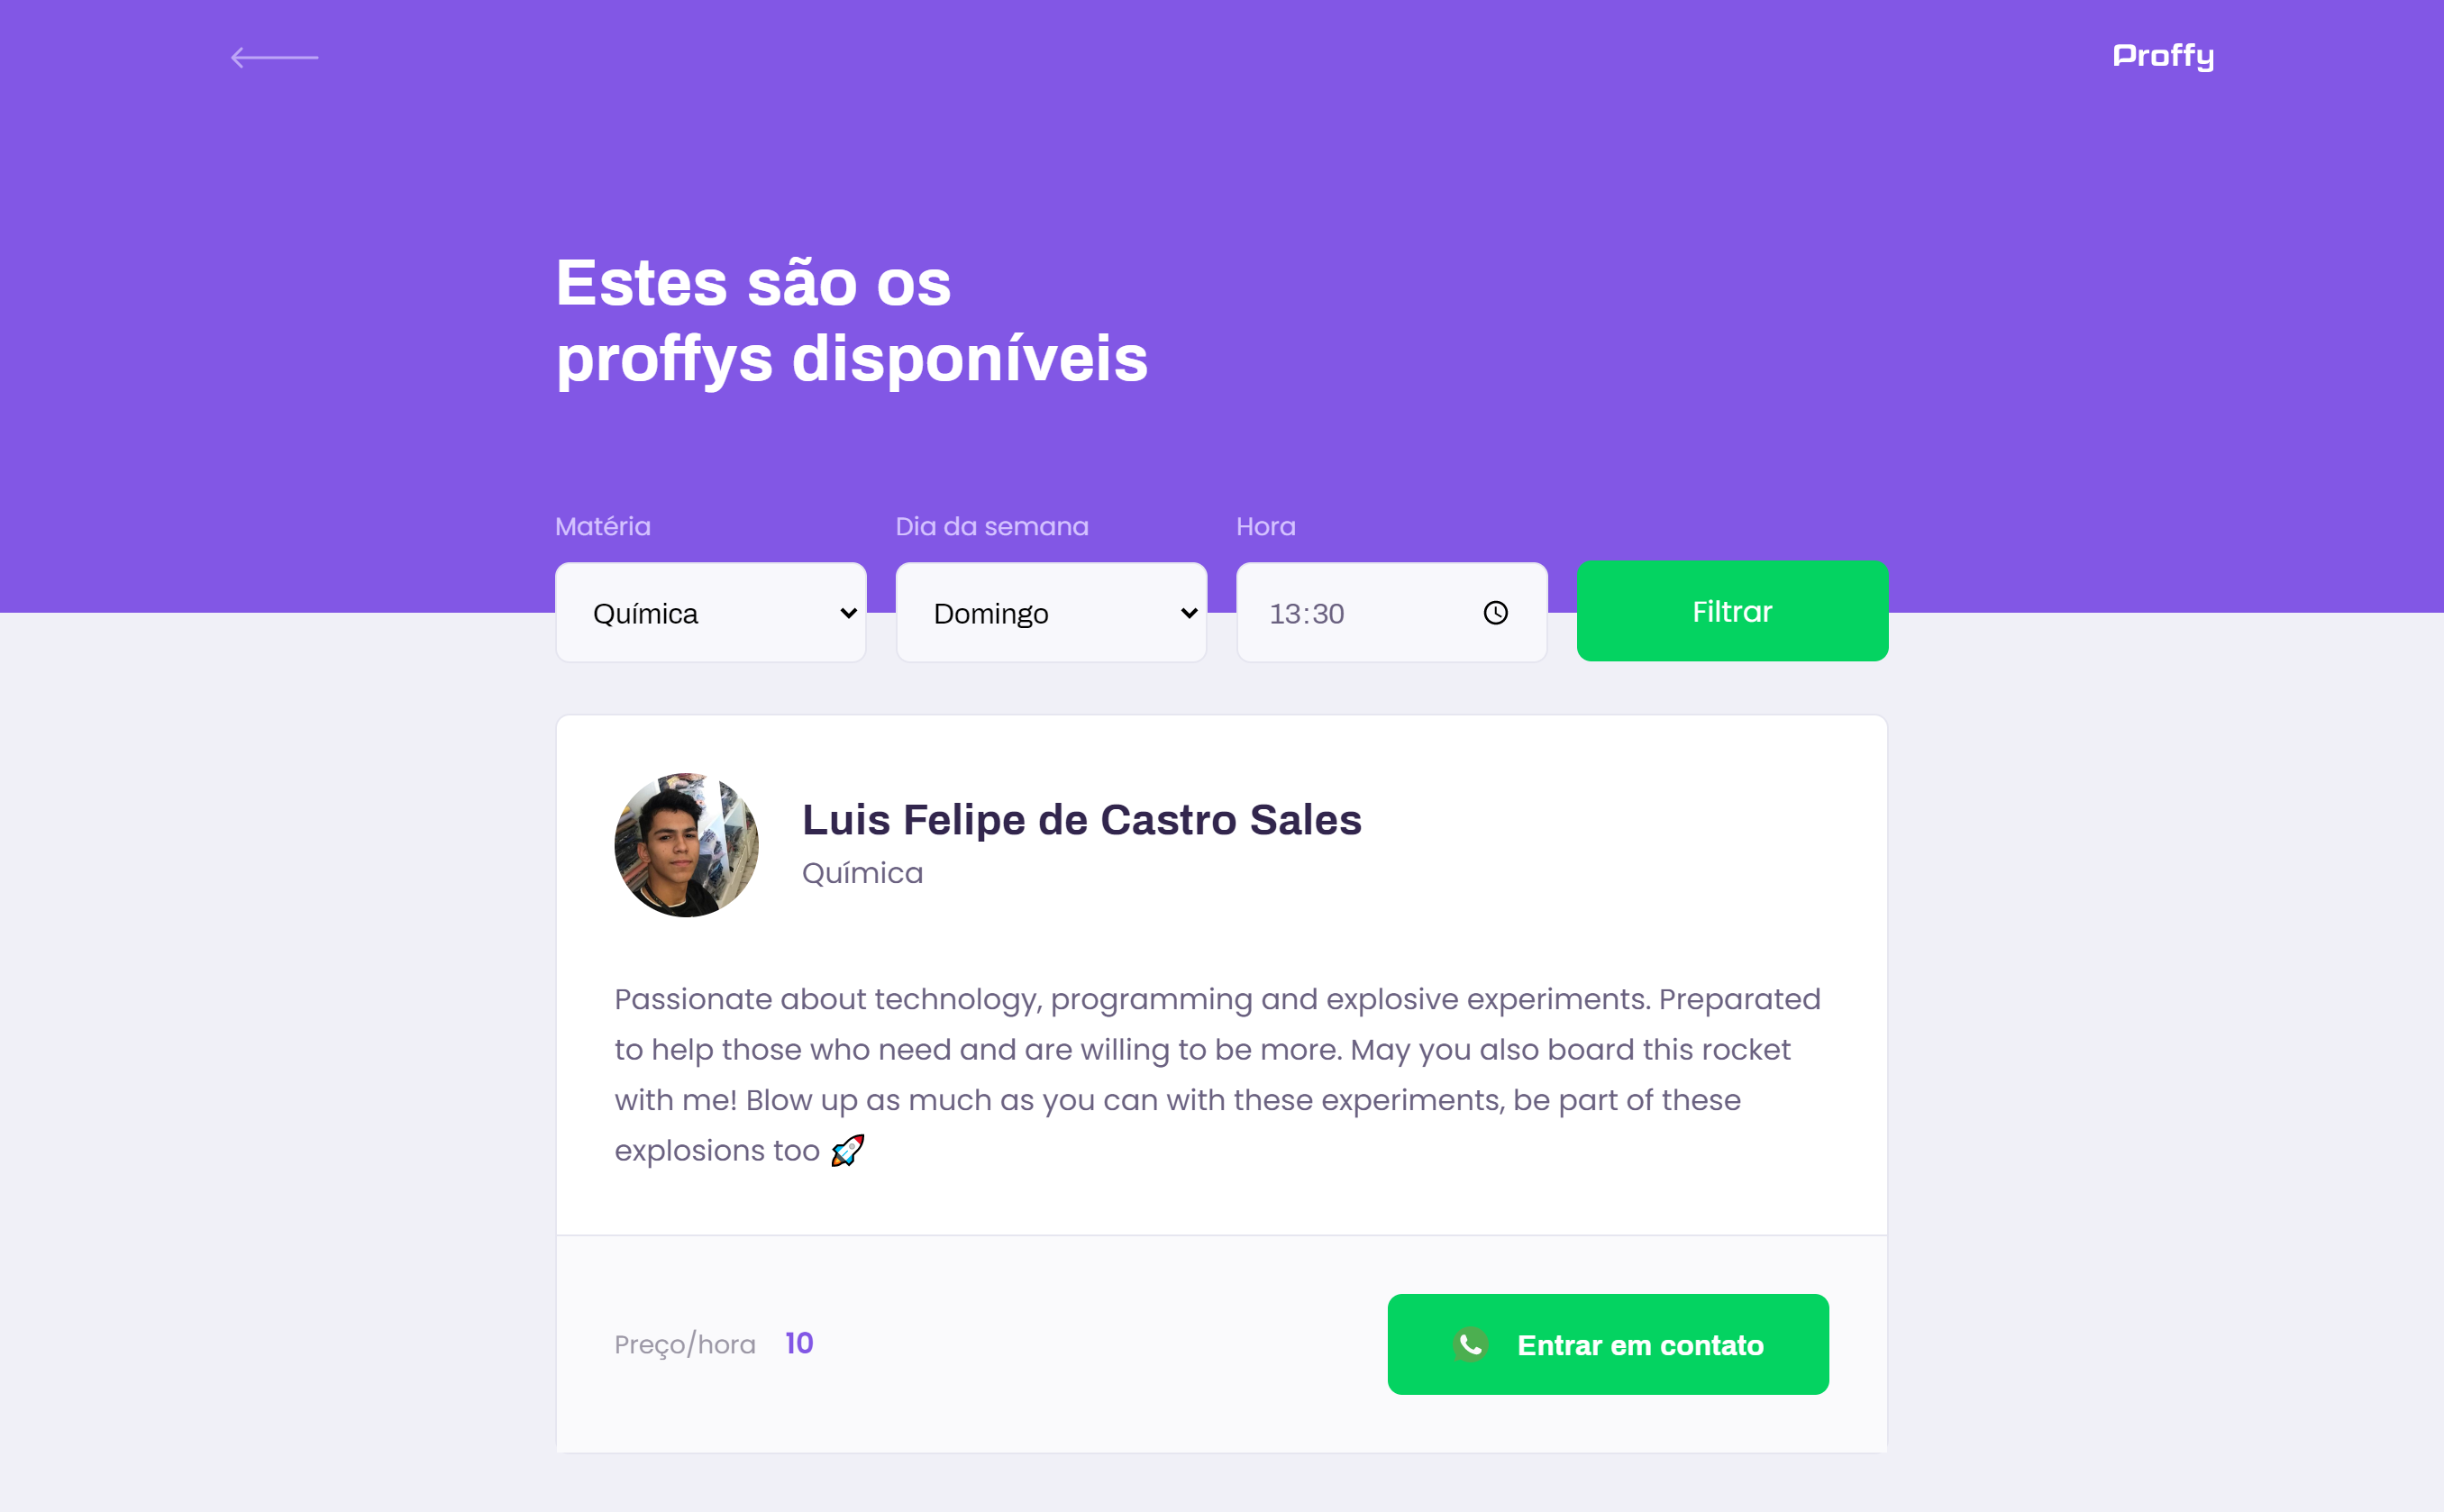 Proffy
Estes são os
proffys disponíveis
Matéria
Dia da semana
Hora
Química
Domingo
13:30
Filtrar
Luis Felipe de Castro Sales
Química
Passionate about technology, programming and explosive experiments. Preparated
to help those who need and are willing to be more. May you also board this rocket
with me! Blow up as much as you can with these experiments, be part of these
explosions too 🚀
Preço/hora 10
Entrar em contato